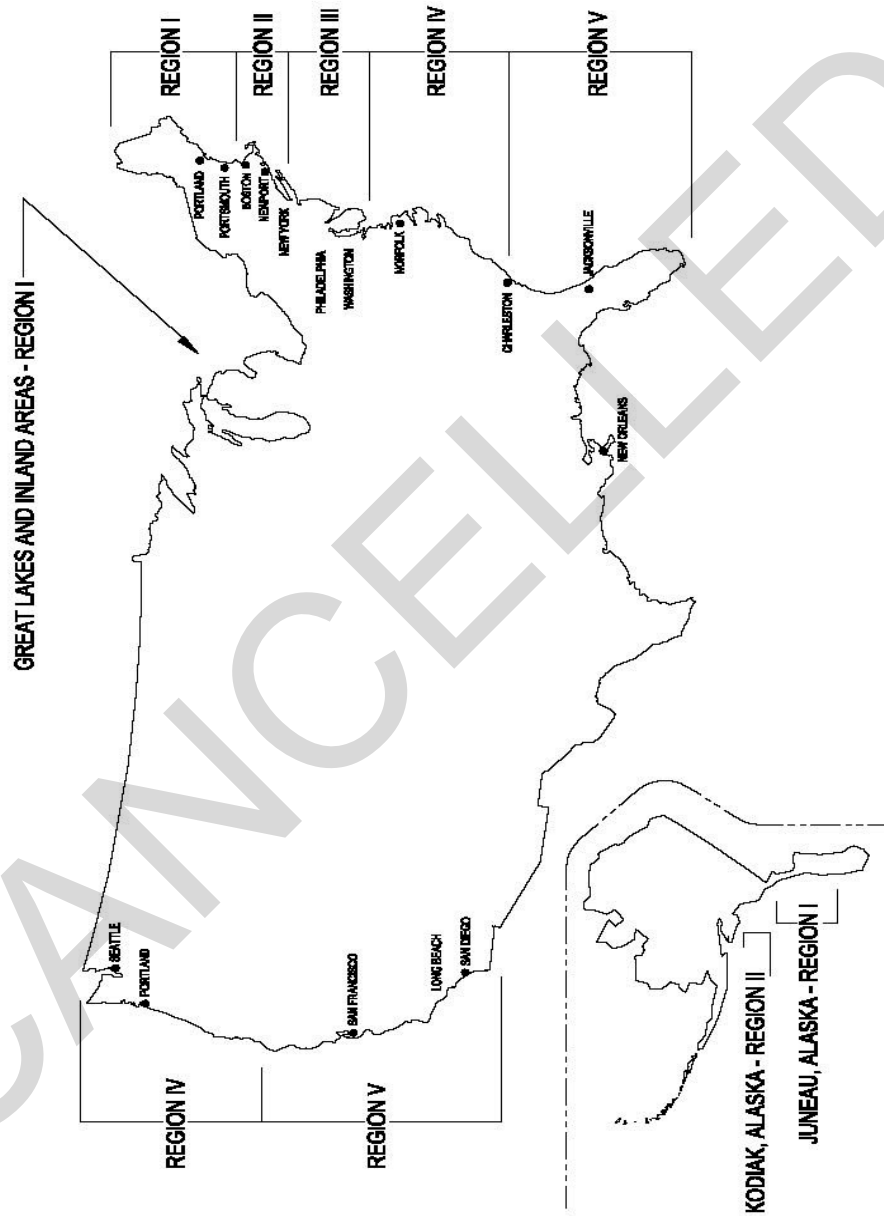 GREAT LAKES AND INLAND AREAS - REGION I
REGION I
REGION II
REGION III
REGION IV
REGION V
PORTLAND
PORTSMOUTH
BOSTON
NEWPORT
NEW YORK
PHILADELPHIA
WASHINGTON
NORFOLK
CHARLESTON
JACKSONVILLE
NEW ORLEANS
SEATTLE
PORTLAND
SAN FRANCISCO
LONG BEACH
SAN DIEGO
REGION IV
REGION V
KODIAK, ALASKA - REGION II
JUNEAU, ALASKA - REGION I
CANCELLED